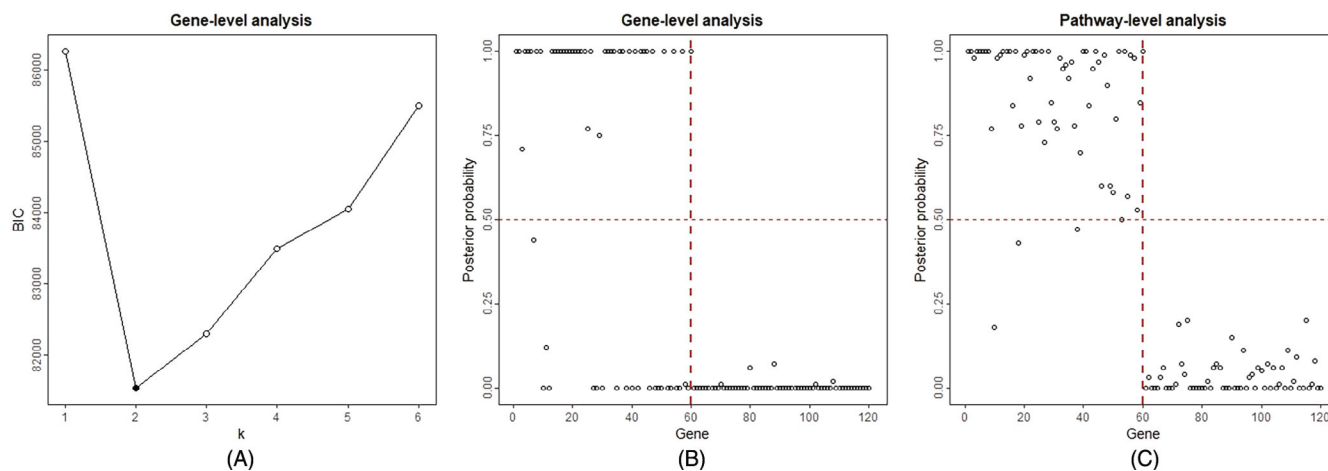 Gene-level analysis
BIC
86000
85000
84000
83000
82000
1 2 3 4 5 6
k
(A)
Gene-level analysis
Posterior probability
1.00
0.75
0.50
0.25
0.00
0 20 40 60 80 100 120
Gene
(B)
Pathway-level analysis
Posterior probability
1.00
0.75
0.50
0.25
0.00
0 20 40 60 80 100 120
Gene
(C)